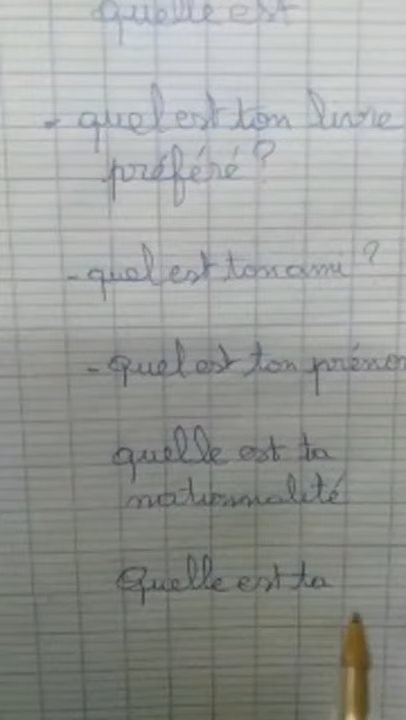 quelle est
- quel est ton livre
préféré ?
- quel est ton ami ?
- Quel est ton prénom
quelle est ta
nationnalité
Quelle est ta